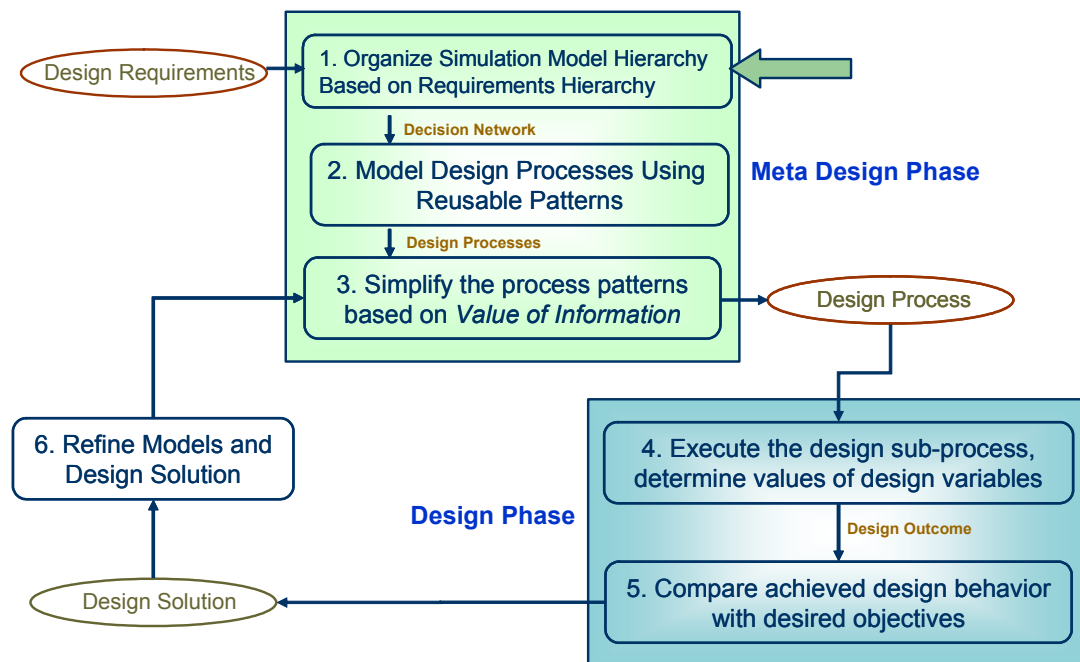 Design Requirements
1. Organize Simulation Model Hierarchy
Based on Requirements Hierarchy
Decision Network
2. Model Design Processes Using
Reusable Patterns
Meta Design Phase
Design Processes
3. Simplify the process patterns
based on Value of Information
Design Process
6. Refine Models and
Design Solution
4. Execute the design sub-process,
determine values of design variables
Design Phase
Design Outcome
5. Compare achieved design behavior
with desired objectives
Design Solution